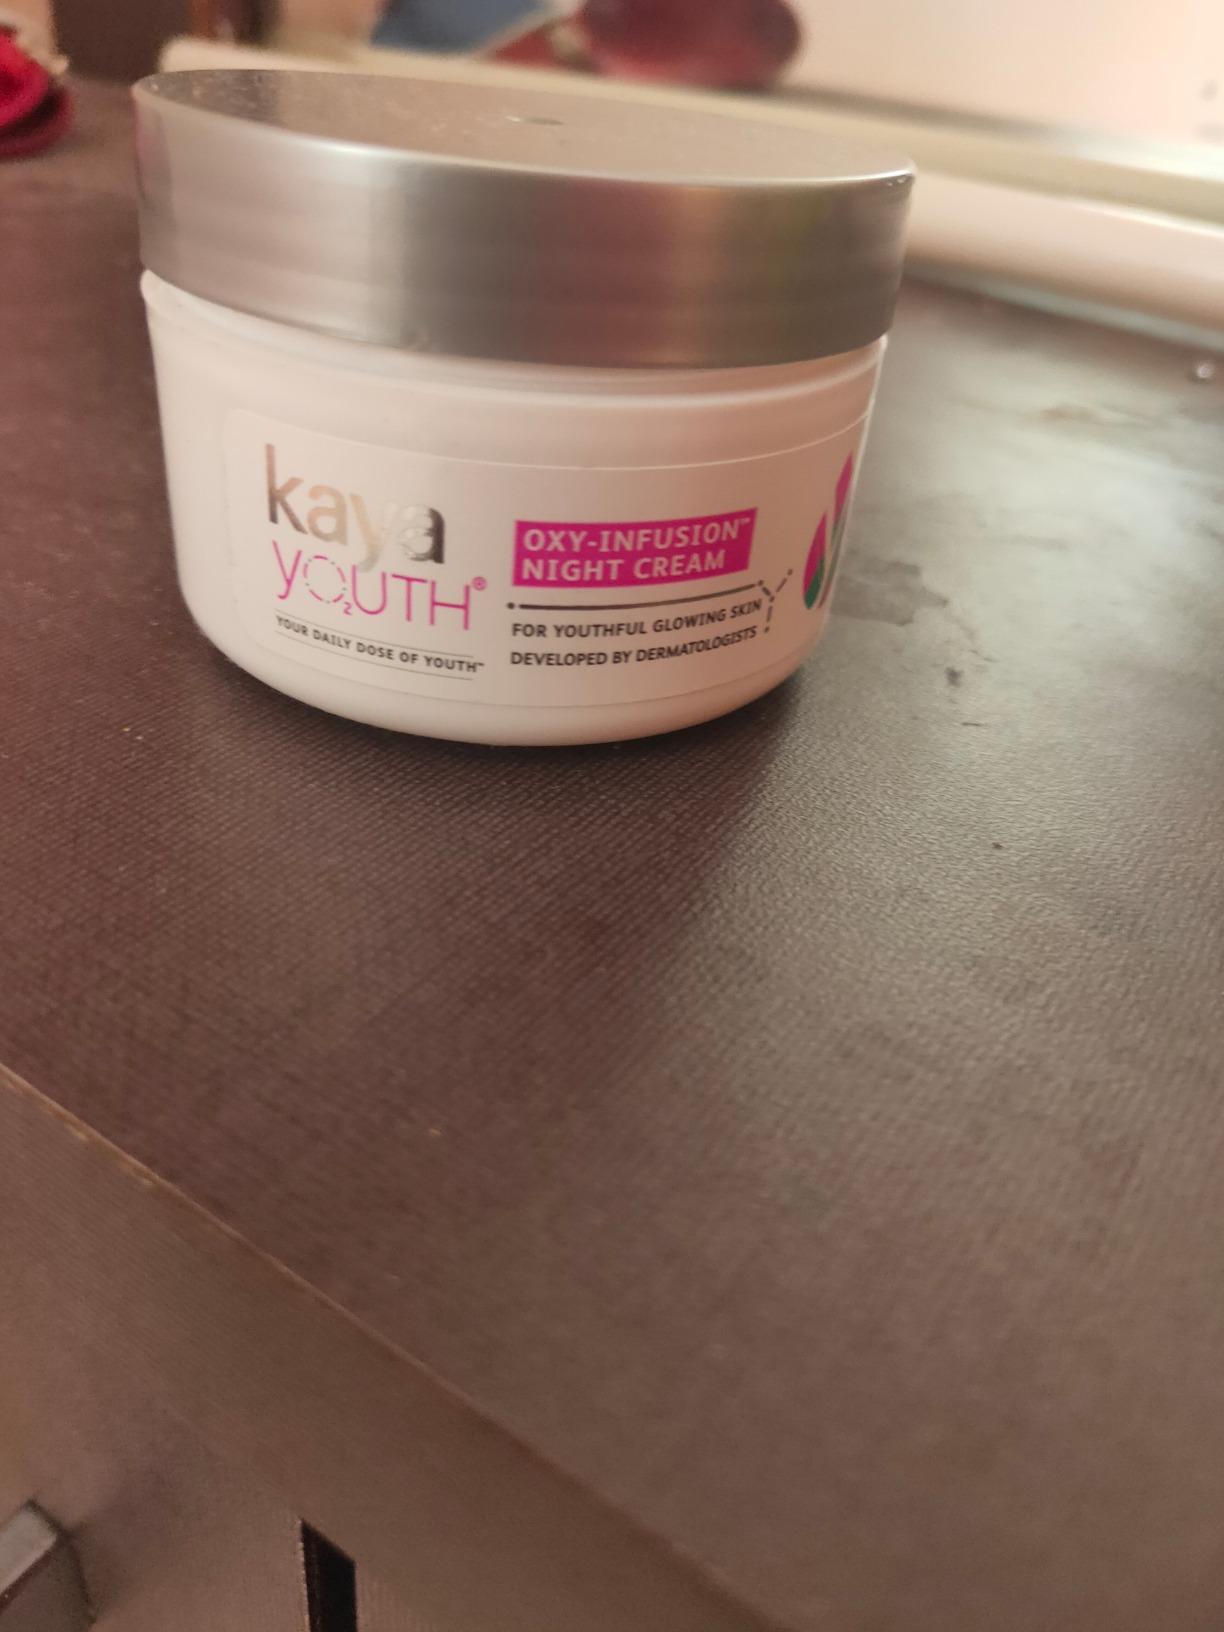 kaya
YO₂UTH®
YOUR DAILY DOSE OF YOUTH™
OXY-INFUSION™
NIGHT CREAM
FOR YOUTHFUL GLOWING SKIN
DEVELOPED BY DERMATOLOGISTS